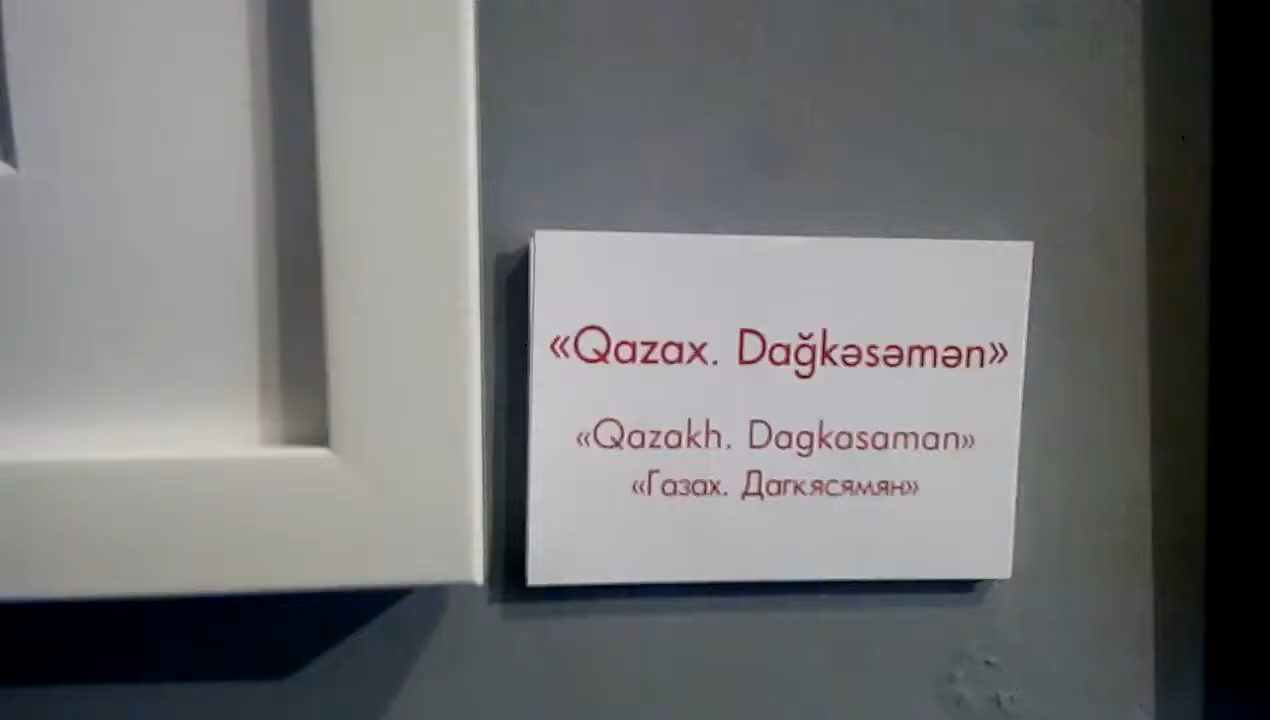 «Qazax. Dağkəsəmən»
«Qazakh. Dagkasaman»
«Газах. Дагкясямян»